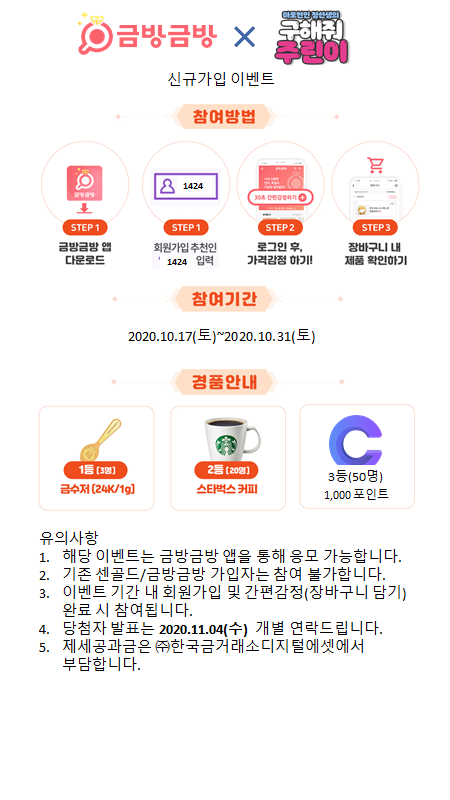 금방금방
아포현인 정선생의
구해줘
주린이
신규가입 이벤트
참여방법
금방금방
1424
30초 간편감정하기 +
STEP 1
STEP 1
STEP 2
STEP 3
금방금방 앱
다운로드
회원가입 추천인
1424 입력
로그인 후,
가격감정 하기!
장바구니 내
제품 확인하기
참여기간
2020.10.17(토)~2020.10.31(토)
경품안내
1등 (3명)
금수저 (24K/1g)
2등 (20명)
스타벅스 커피
3등(50명)
1,000 포인트
유의사항
1. 해당 이벤트는 금방금방 앱을 통해 응모 가능합니다.
2. 기존 센골드/금방금방 가입자는 참여 불가합니다.
3. 이벤트 기간 내 회원가입 및 간편감정(장바구니 담기)
완료 시 참여됩니다.
4. 당첨자 발표는 2020.11.04(수) 개별 연락드립니다.
5. 제세공과금은 ㈜한국금거래소디지털에셋에서
부담합니다.